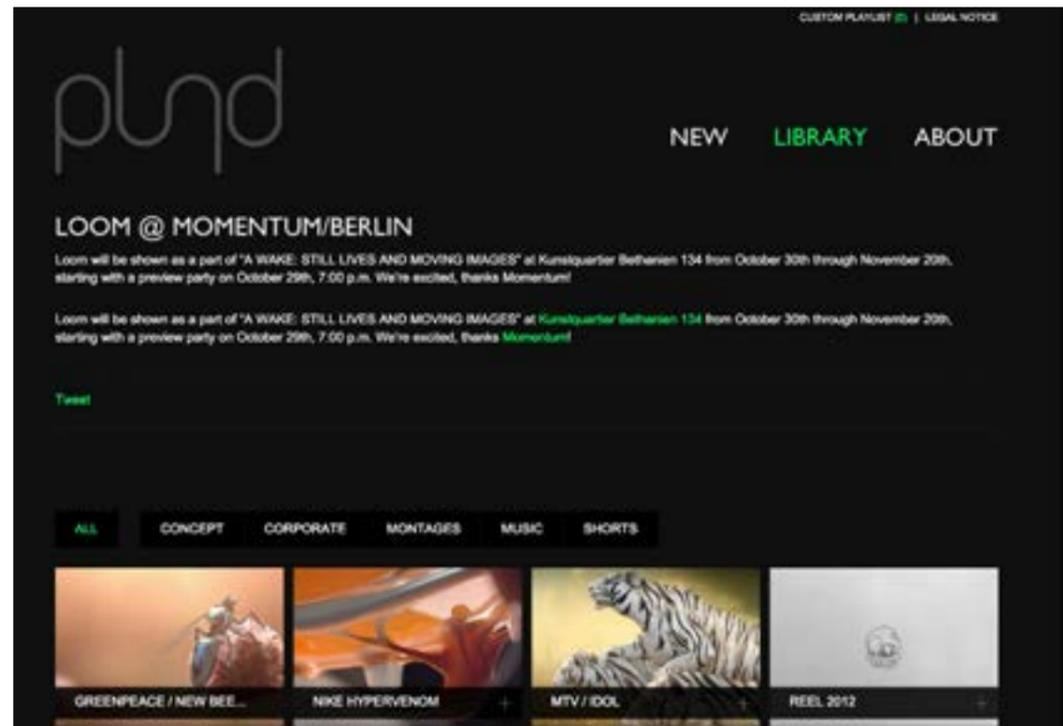 CUSTOM PLAYLIST (0) | LEGAL NOTICE
plnd
NEW LIBRARY ABOUT
LOOM @ MOMENTUM/BERLIN
Loom will be shown as a part of "A WAKE: STILL LIVES AND MOVING IMAGES" at Kunstquartier Bethanien 134 from October 30th through November 20th,
starting with a preview party on October 29th, 7:00 p.m. We're excited, thanks Momentum!
Loom will be shown as a part of "A WAKE: STILL LIVES AND MOVING IMAGES" at Kunstquartier Bethanien 134 from October 30th through November 20th,
starting with a preview party on October 29th, 7:00 p.m. We're excited, thanks Momentum!
Tweet
ALL CONCEPT CORPORATE MONTAGES MUSIC SHORTS
GREENPEACE / NEW BEE... NIKE HYPERVENOM + MTV / IDOL + REEL 2012 +